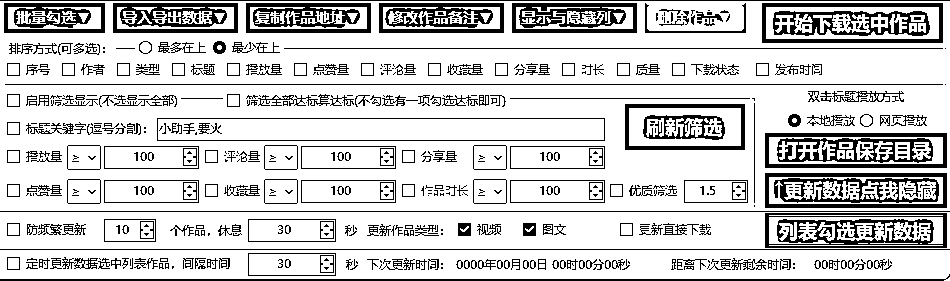 批量勾选▽ 导入导出数据▽ 复制作品地址▽ 修改作品备注▽ 显示与隐藏列▽ 删除作品▽ 开始下载选中作品
排序方式(可多选): 最多在上 最少在上
序号 作者 类型 标题 播放量 点赞量 评论量 收藏量 分享量 时长 质量 下载状态 发布时间
启用筛选显示(不选显示全部) 筛选全部达标算达标(不勾选有一项勾选达标即可) 双击标题播放方式
标题关键字(逗号分割): 小助手,要火 刷新筛选 本地播放 网页播放
播放量 ≥ 100 评论量 ≥ 100 分享量 ≥ 100 打开作品保存目录
点赞量 ≥ 100 收藏量 ≥ 100 作品时长 ≥ 100 优质筛选 1.5 ↑更新数据点我隐藏
防频繁更新 10 个作品，休息 30 秒 更新作品类型: 视频 图文 更新直接下载 列表勾选更新数据
定时更新数据选中列表作品，间隔时间 30 秒 下次更新时间: 0000年00月00日 00时00分00秒 距离下次更新剩余时间: 00时00分00秒